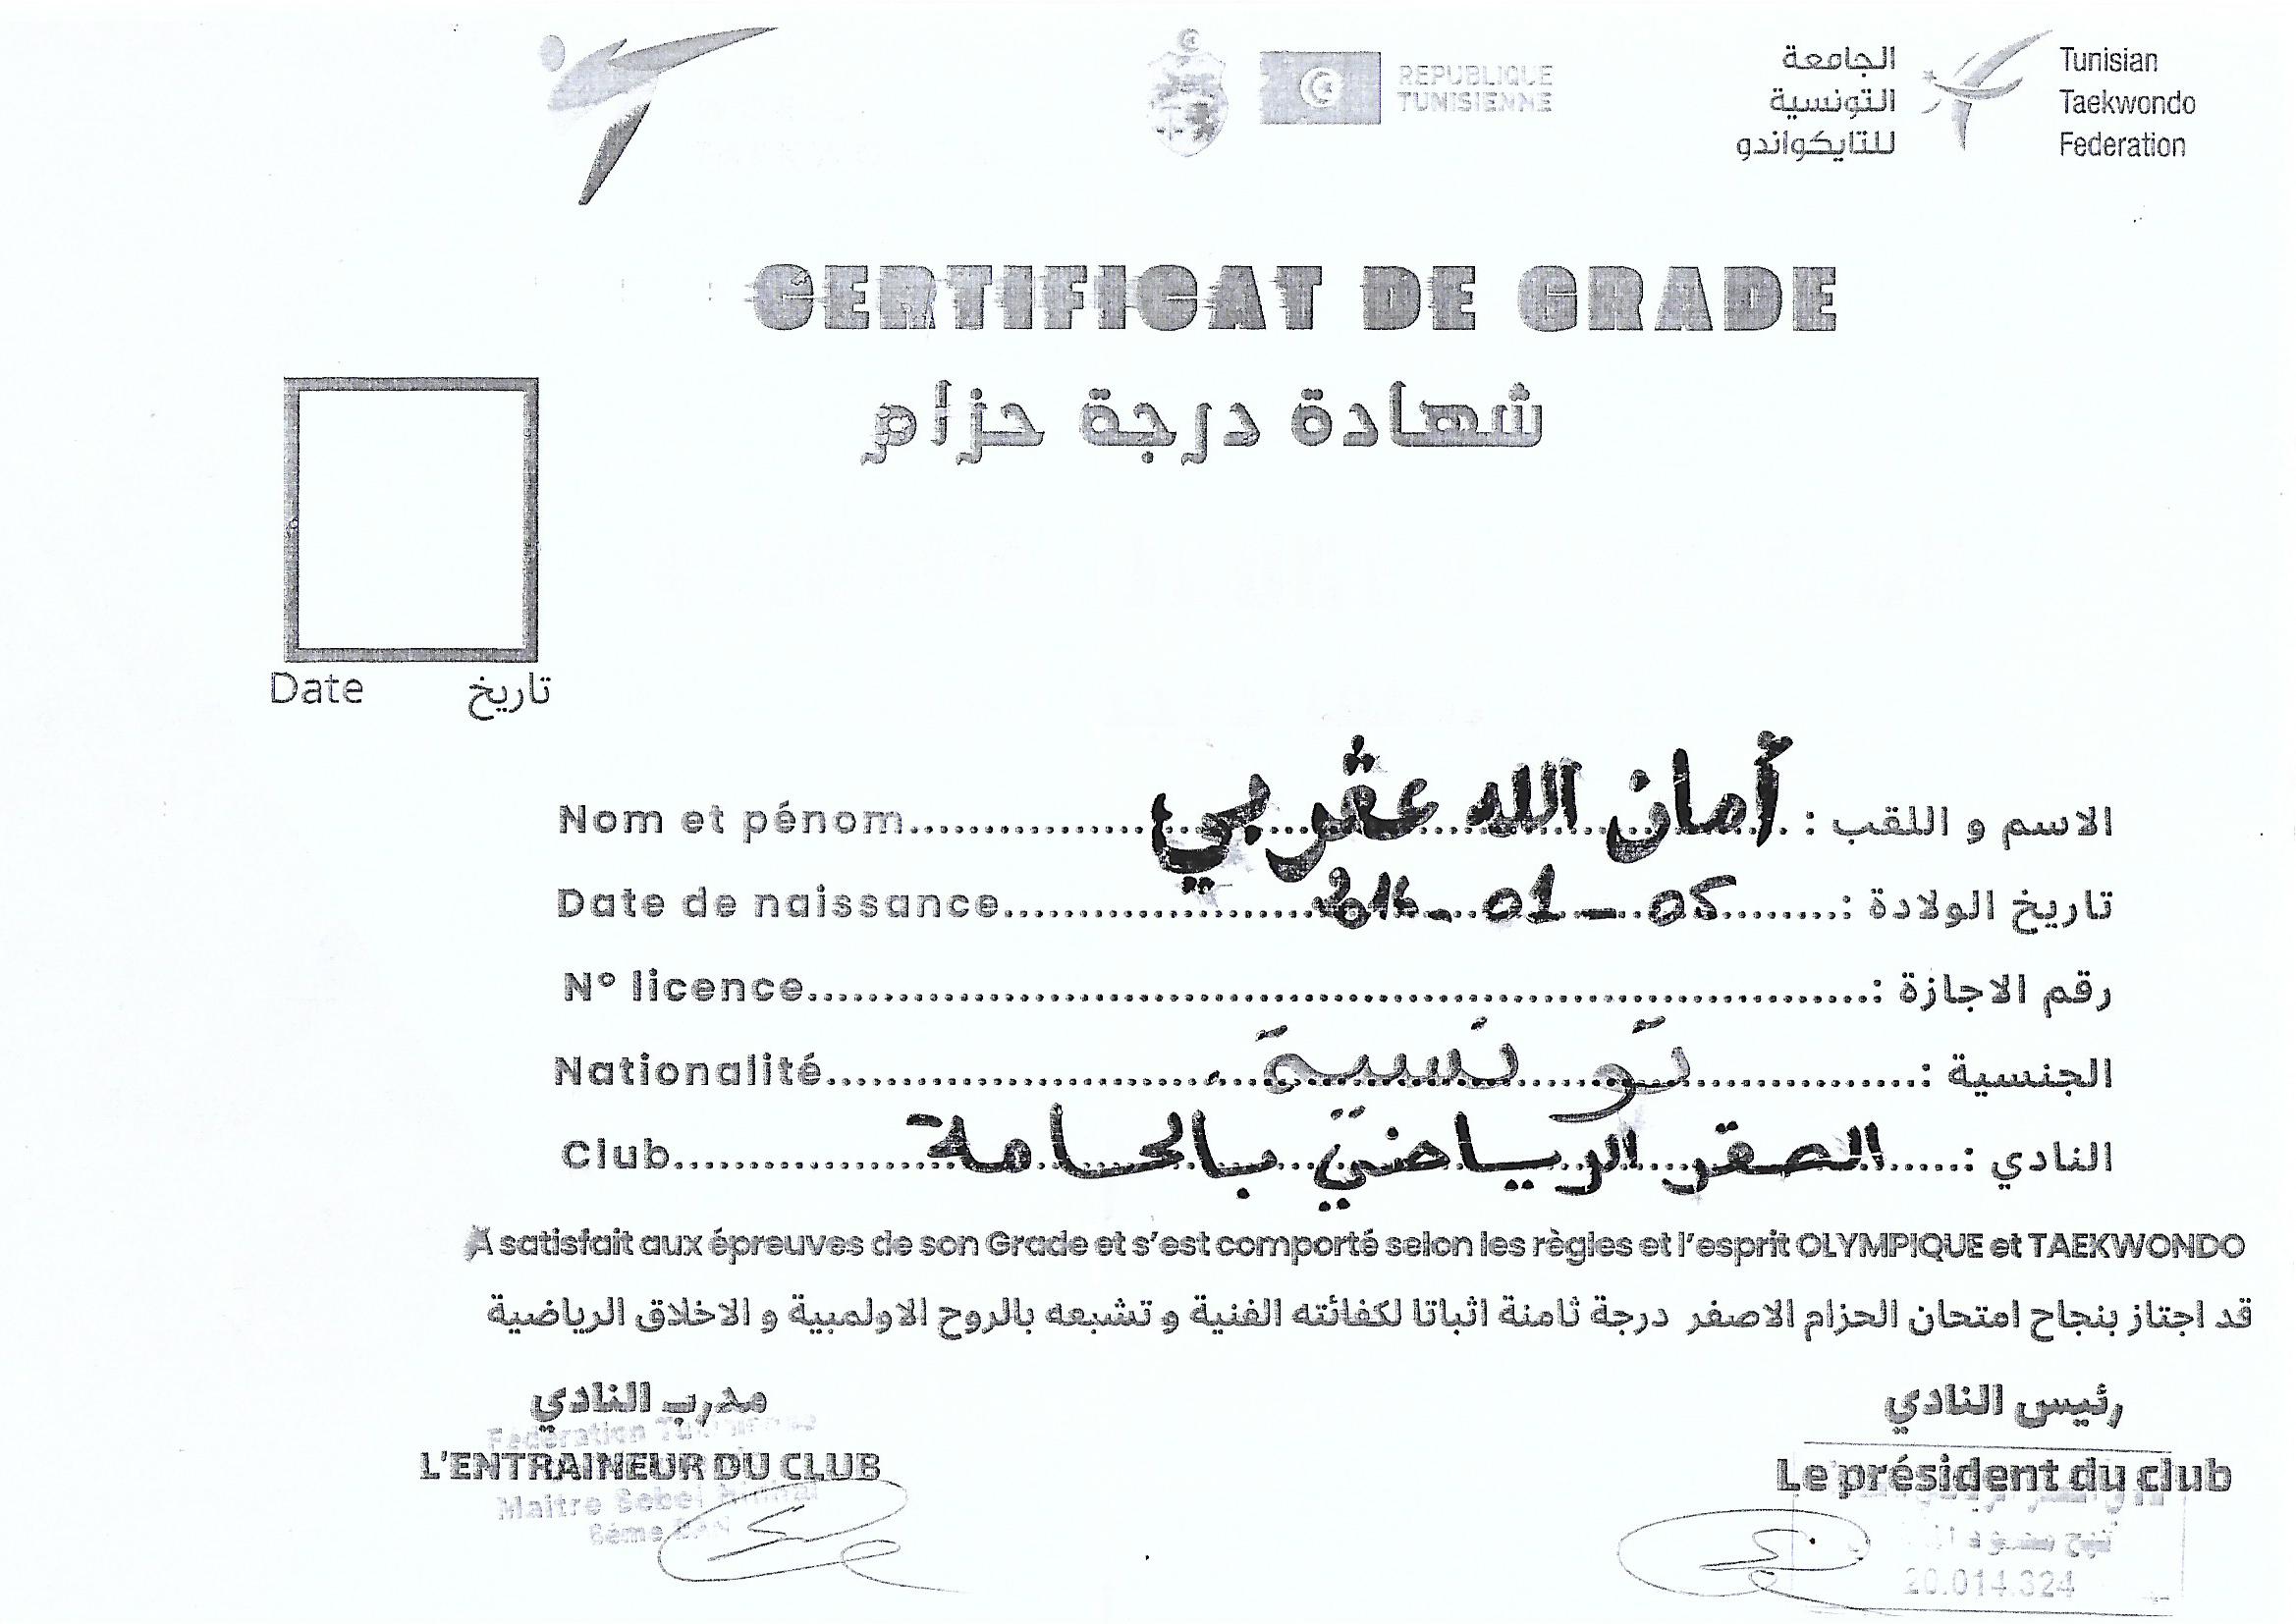 REPUBLIQUE
TUNISIENNE
الجامعة
التونسية
للتايكواندو
Tunisian
Taekwondo
Federation
CERTIFICAT DE GRADE
شهادة درجة حزام
Date تاريخ
Nom et pénom الاسم و اللقب : أمان الله عقربي
Date de naissance تاريخ الولادة : 05 - 01 -
N° licence رقم الاجازة :
Nationalité الجنسية : تونسية
Club النادي : الصقر الرياضي بالحامة
A satisfait aux épreuves de son Grade et s'est comporté selon les règles et l'esprit OLYMPIQUE et TAEKWONDO
قد اجتاز بنجاح امتحان الحزام الاصفر درجة ثامنة اثباتا لكفائته الفنية و تشبعه بالروح الاولمبية و الاخلاق الرياضية
رئيس النادي
Le président du club
20.014.324
مدرب النادي
Federation
L'ENTRAINEUR DU CLUB
Maitre